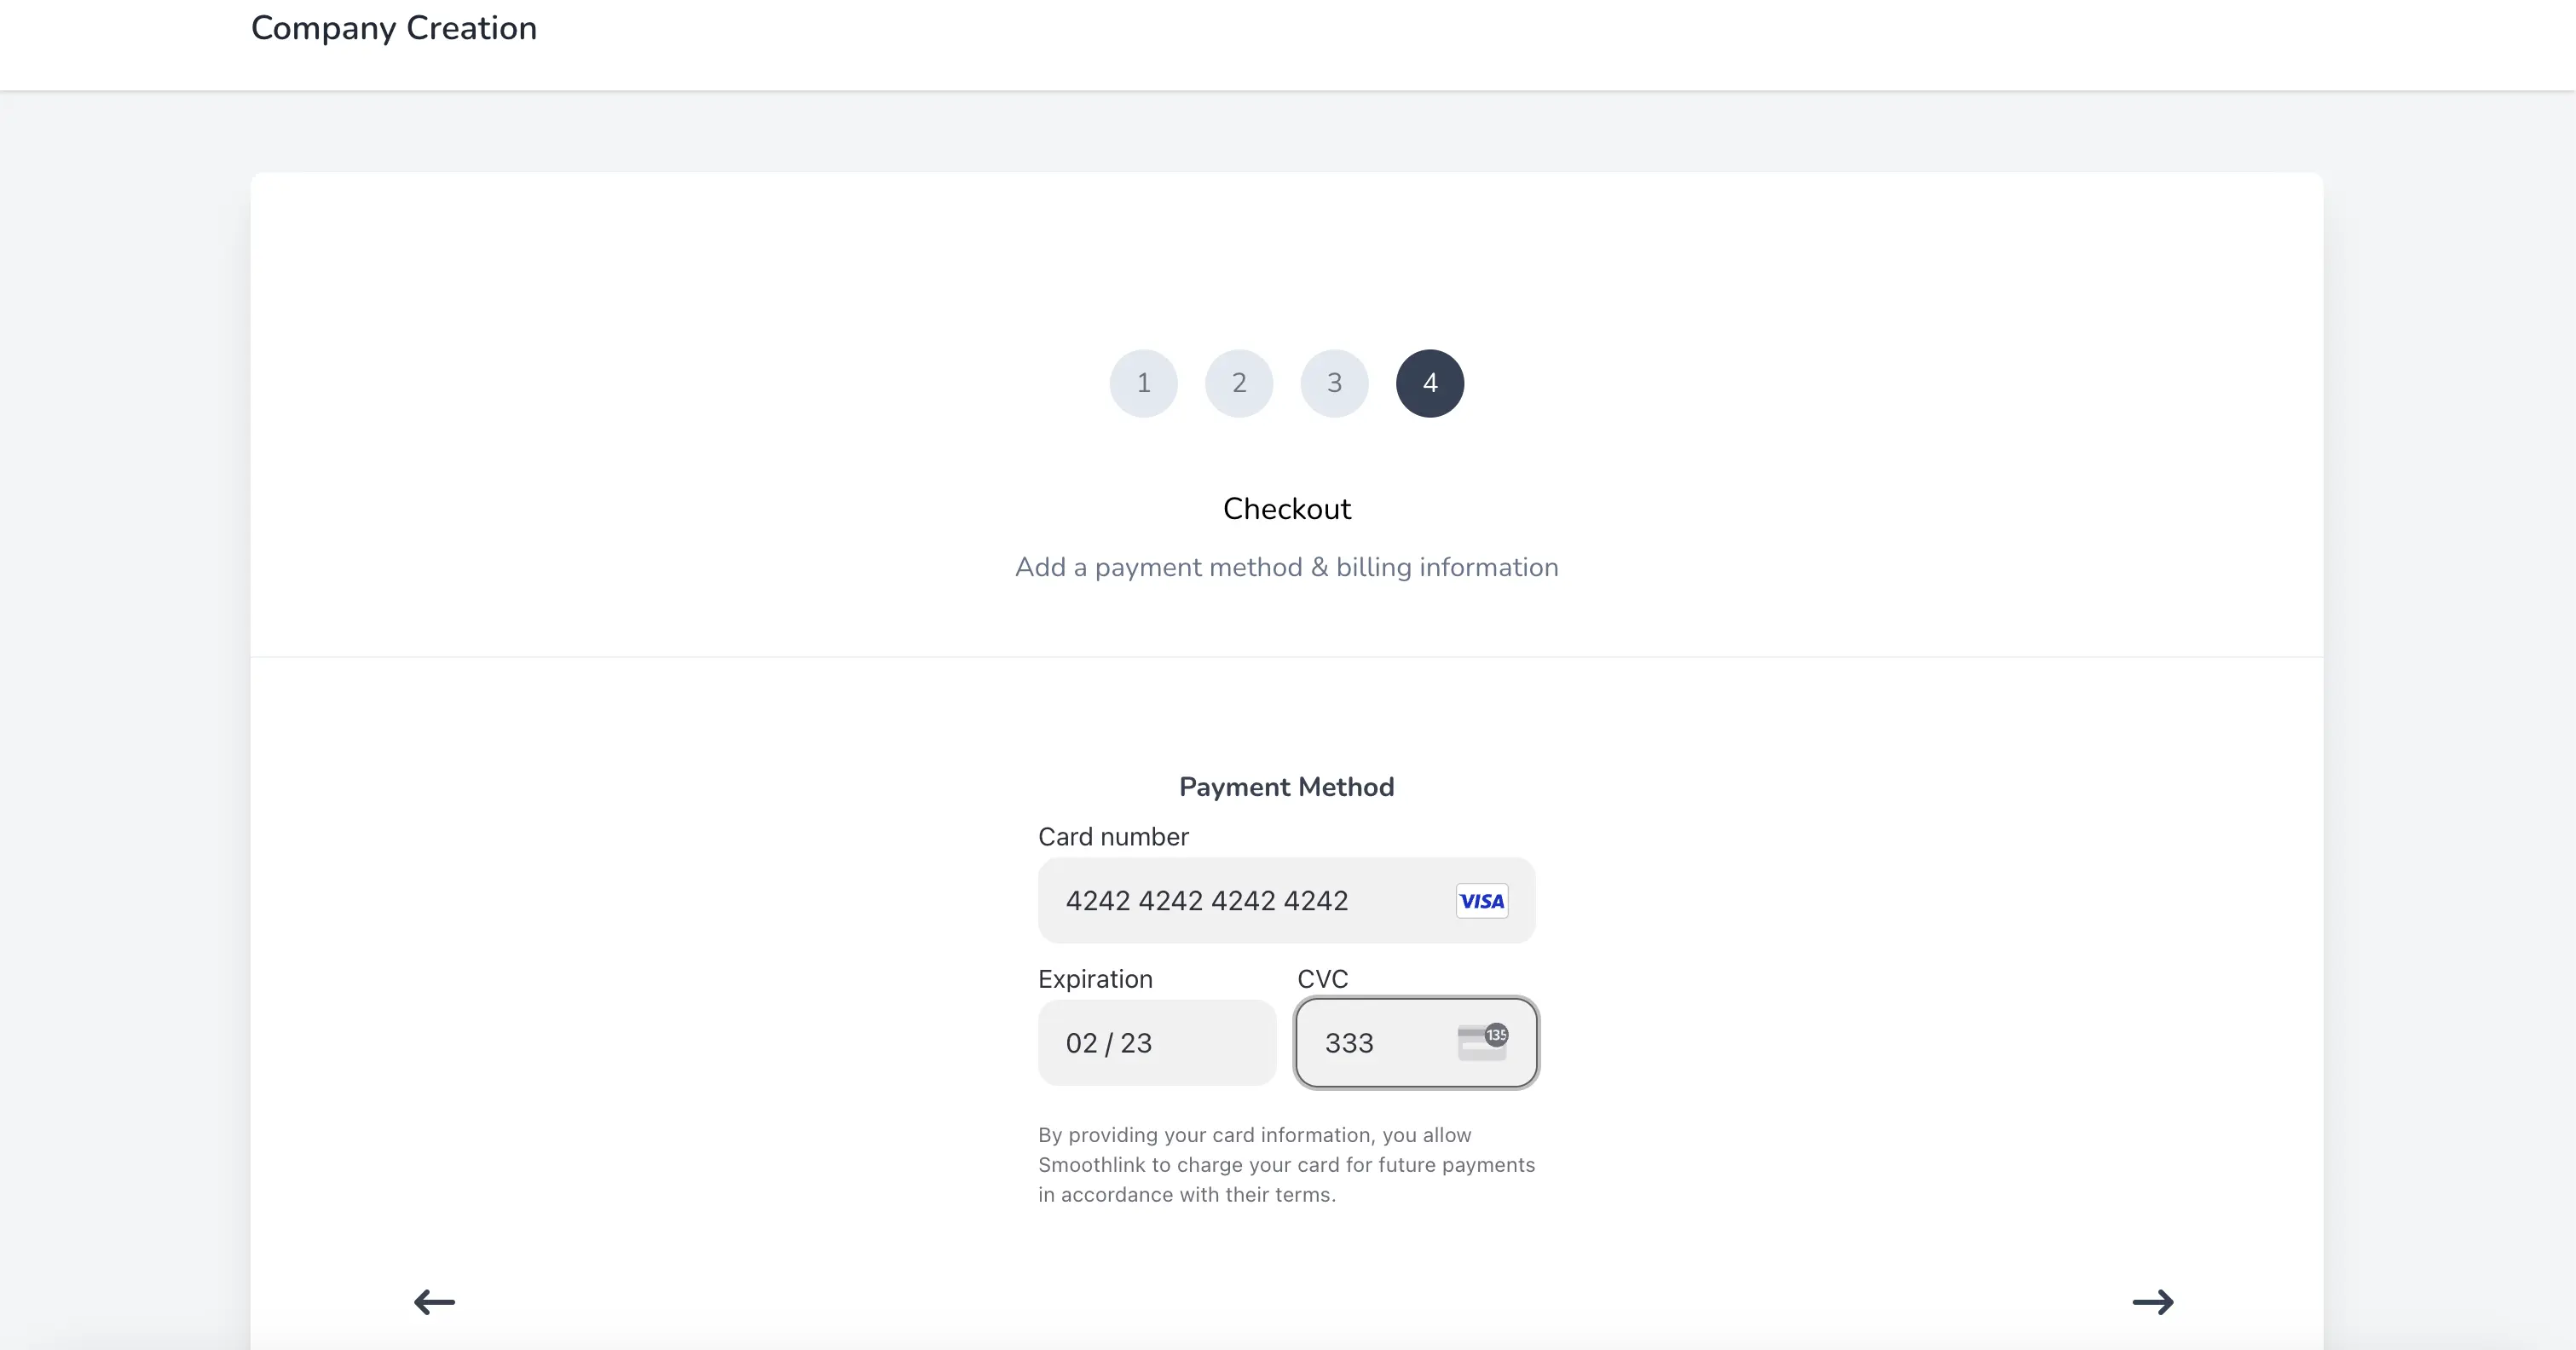 Company Creation
1 2 3 4
Checkout
Add a payment method & billing information
Payment Method
Card number
4242 4242 4242 4242 VISA
Expiration CVC
02 / 23 333 135
By providing your card information, you allow
Smoothlink to charge your card for future payments
in accordance with their terms.